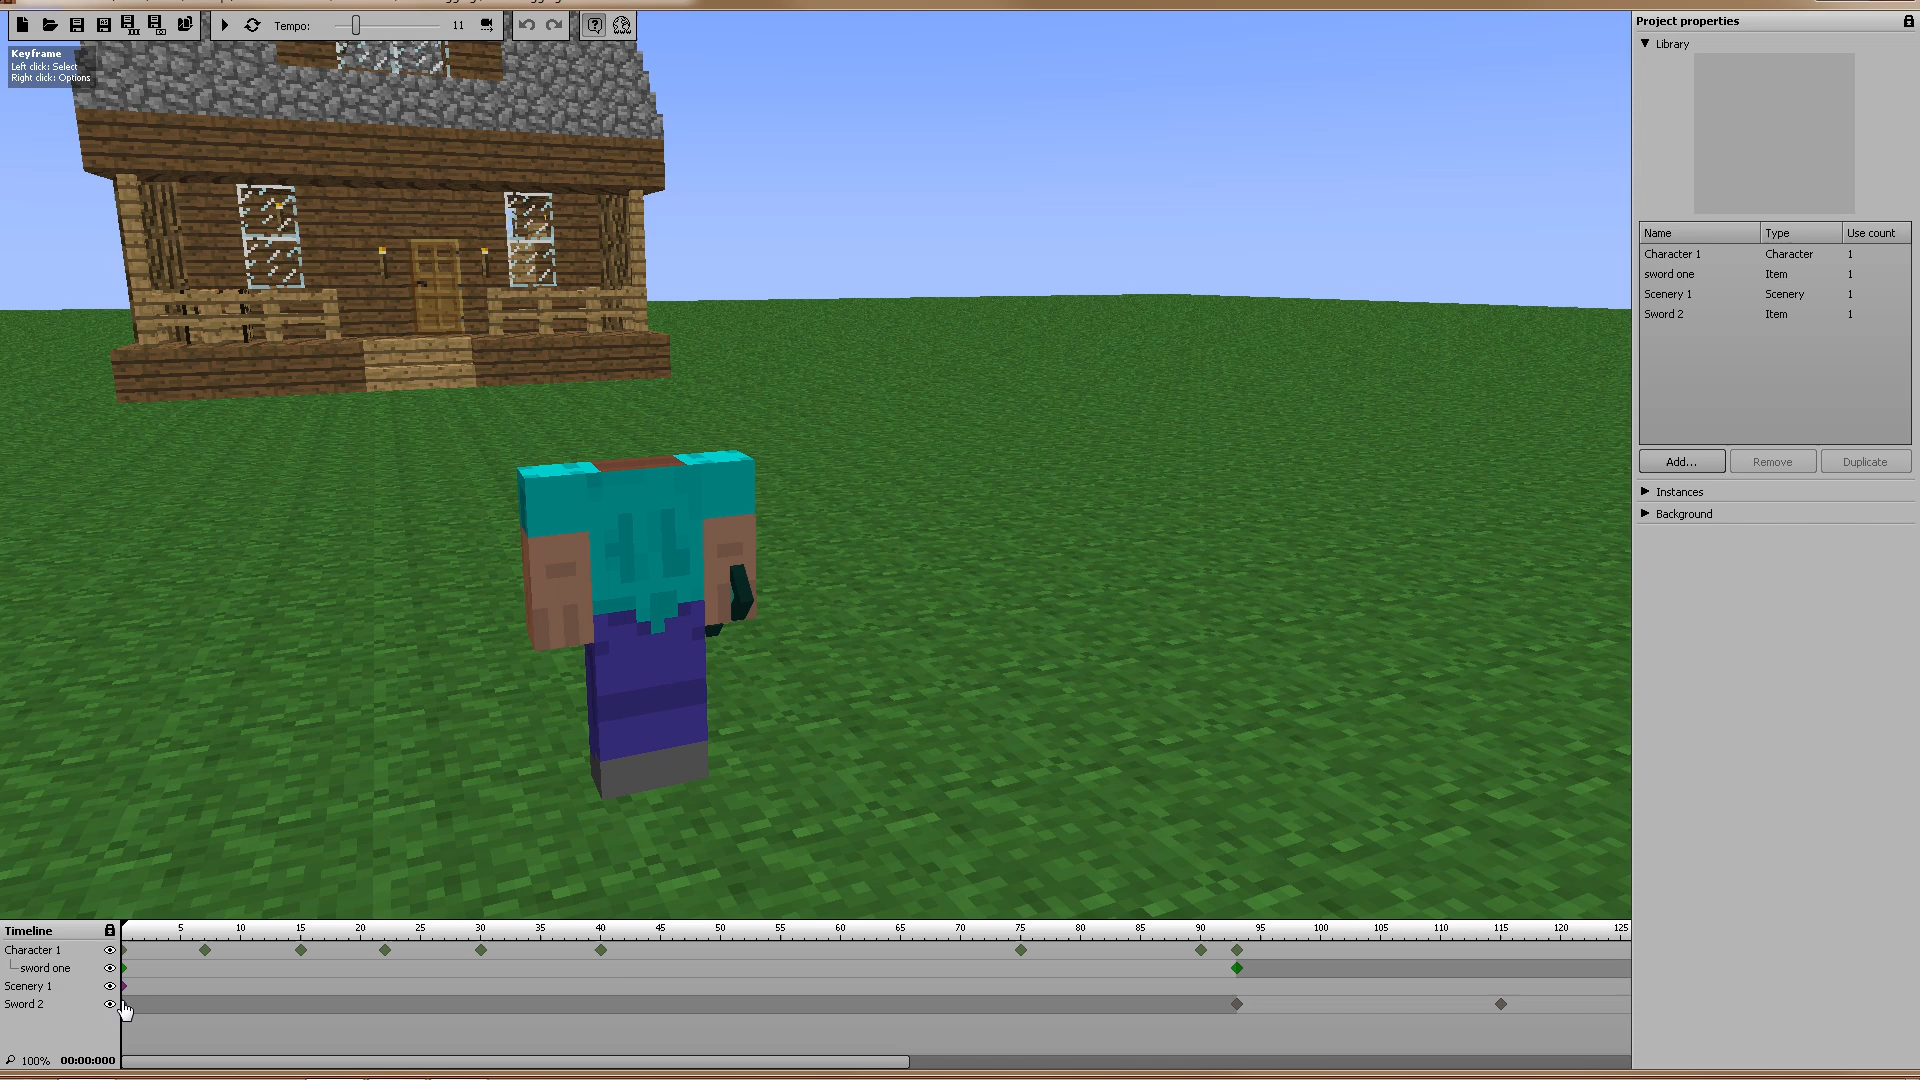 Tempo:
11
Keyframe
Left click: Select
Right click: Options
Project properties
Library
Name Type Use count
Character 1 Character 1
sword one Item 1
Scenery 1 Scenery 1
Sword 2 Item 1
Add... Remove Duplicate
Instances
Background
Timeline
5 10 15 20 25 30 35 40 45 50 55 60 65 70 75 80 85 90 95 100 105 110 115 120 125
Character 1
sword one
Scenery 1
Sword 2
100% 00:00:000